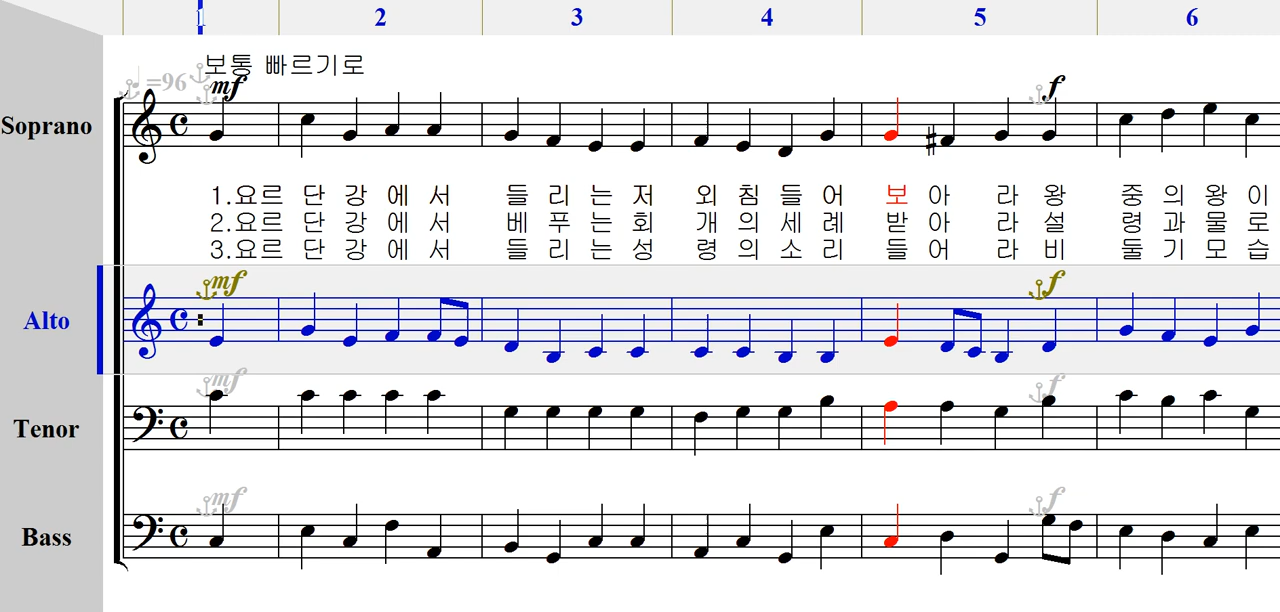 1 2 3 4 5 6
보통 빠르기로
♩=96 mf f
Soprano
1.요르 단 강 에 서 들 리 는 저 외 침 들 어 보 아 라 왕 중 의 왕 이
2.요르 단 강 에 서 베 푸 는 회 개 의 세 례 받 아 라 설 령 과 물 로
3.요르 단 강 에 서 들 리 는 성 령 의 소 리 들 어 라 비 둘 기 모 습
mf f
Alto
mf f
Tenor
mf f
Bass